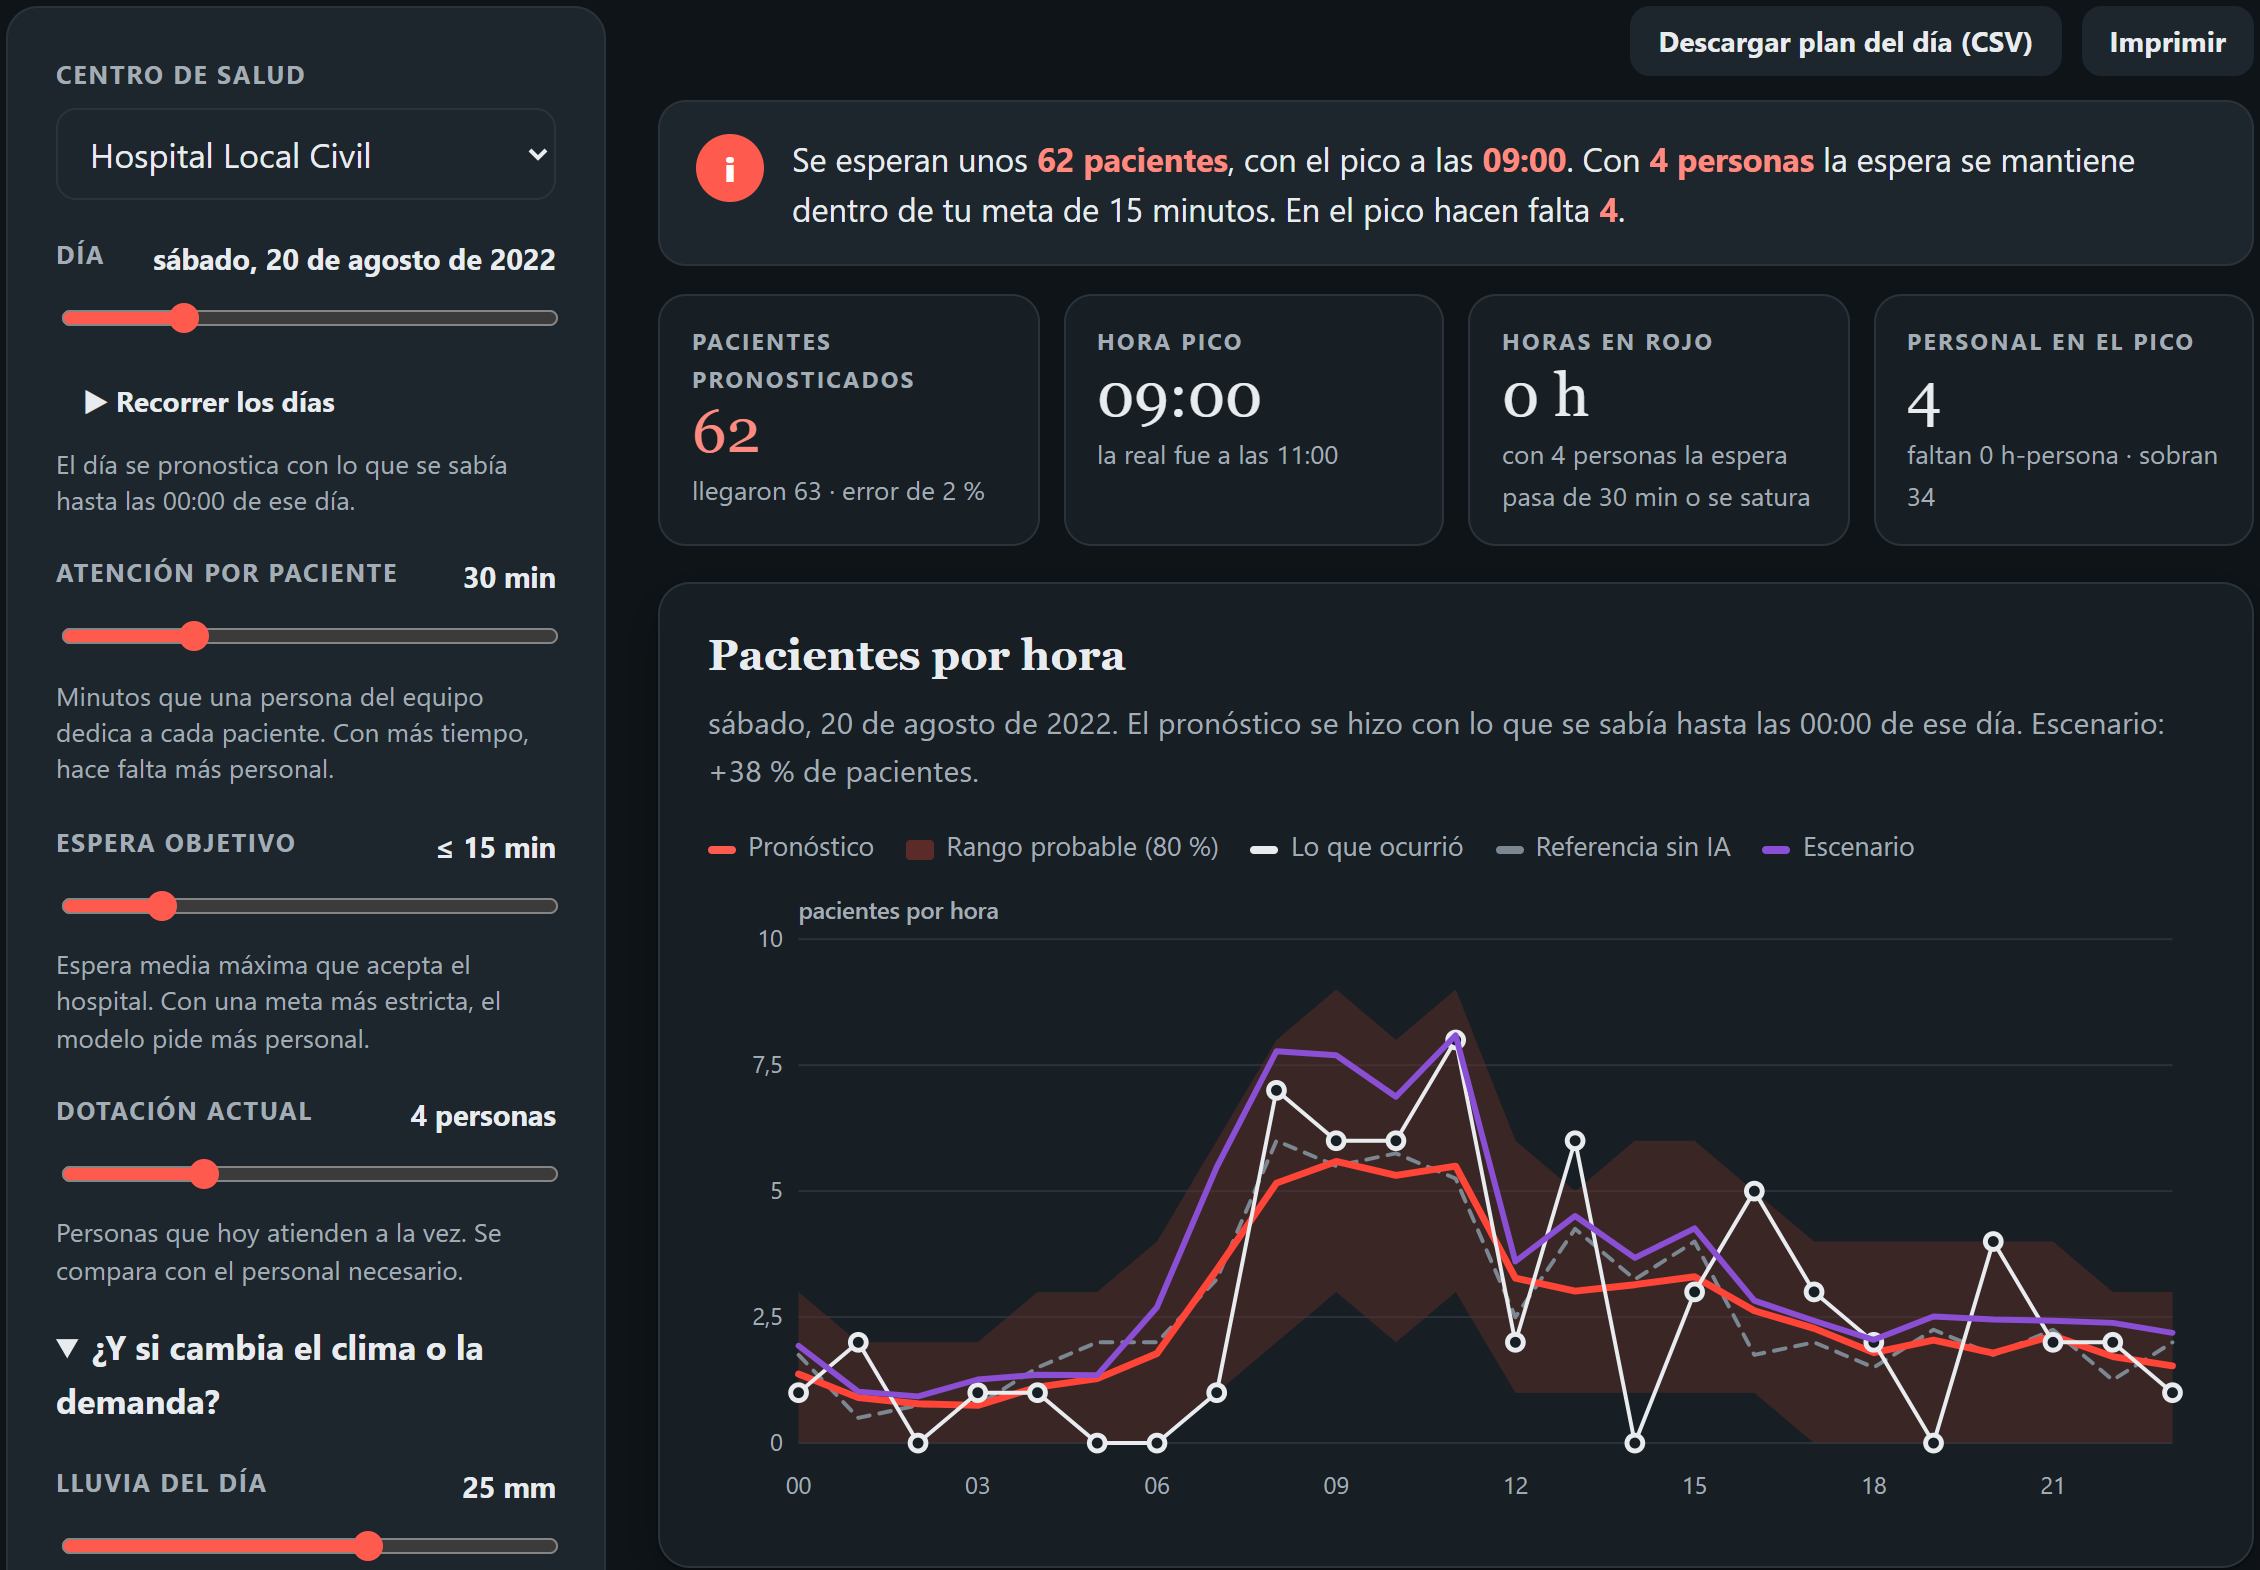 CENTRO DE SALUD
Hospital Local Civil
DÍA sábado, 20 de agosto de 2022
▶ Recorrer los días
El día se pronostica con lo que se sabía
hasta las 00:00 de ese día.
ATENCIÓN POR PACIENTE 30 min
Minutos que una persona del equipo
dedica a cada paciente. Con más tiempo,
hace falta más personal.
ESPERA OBJETIVO ≤ 15 min
Espera media máxima que acepta el
hospital. Con una meta más estricta, el
modelo pide más personal.
DOTACIÓN ACTUAL 4 personas
Personas que hoy atienden a la vez. Se
compara con el personal necesario.
▼ ¿Y si cambia el clima o la
demanda?
LLUVIA DEL DÍA 25 mm
Descargar plan del día (CSV) Imprimir
i
Se esperan unos 62 pacientes, con el pico a las 09:00. Con 4 personas la espera se mantiene
dentro de tu meta de 15 minutos. En el pico hacen falta 4.
PACIENTES
PRONOSTICADOS
62
llegaron 63 · error de 2 %
HORA PICO
09:00
la real fue a las 11:00
HORAS EN ROJO
0 h
con 4 personas la espera
pasa de 30 min o se satura
PERSONAL EN EL PICO
4
faltan 0 h-persona · sobran
34
Pacientes por hora
sábado, 20 de agosto de 2022. El pronóstico se hizo con lo que se sabía hasta las 00:00 de ese día. Escenario:
+38 % de pacientes.
Pronóstico Rango probable (80 %) Lo que ocurrió Referencia sin IA Escenario
pacientes por hora
10
7,5
5
2,5
0
00 03 06 09 12 15 18 21